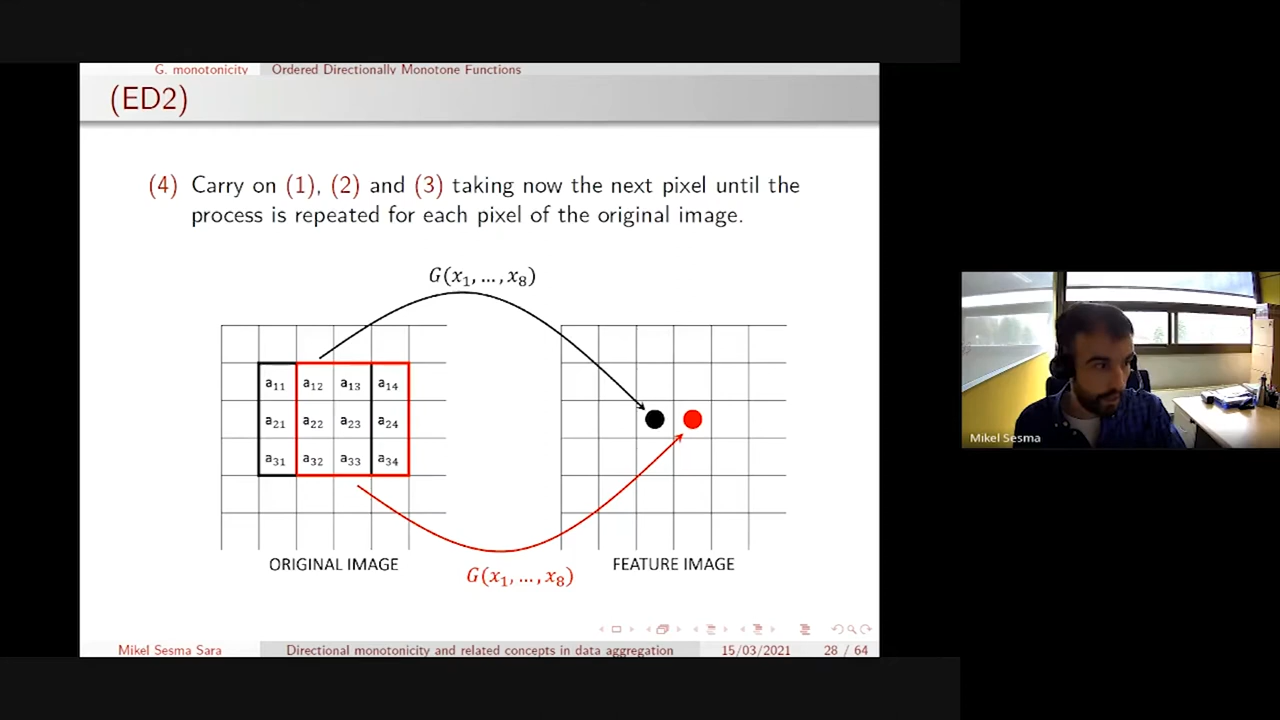 G. monotonicity Ordered Directionally Monotone Functions
(ED2)
(4) Carry on (1), (2) and (3) taking now the next pixel until the
process is repeated for each pixel of the original image.
G(x₁, ..., x₈)
a₁₁ a₁₂ a₁₃ a₁₄
a₂₁ a₂₂ a₂₃ a₂₄
a₃₁ a₃₂ a₃₃ a₃₄
ORIGINAL IMAGE FEATURE IMAGE
G(x₁, ..., x₈)
Mikel Sesma Sara Directional monotonicity and related concepts in data aggregation 15/03/2021 28 / 64
Mikel Sesma